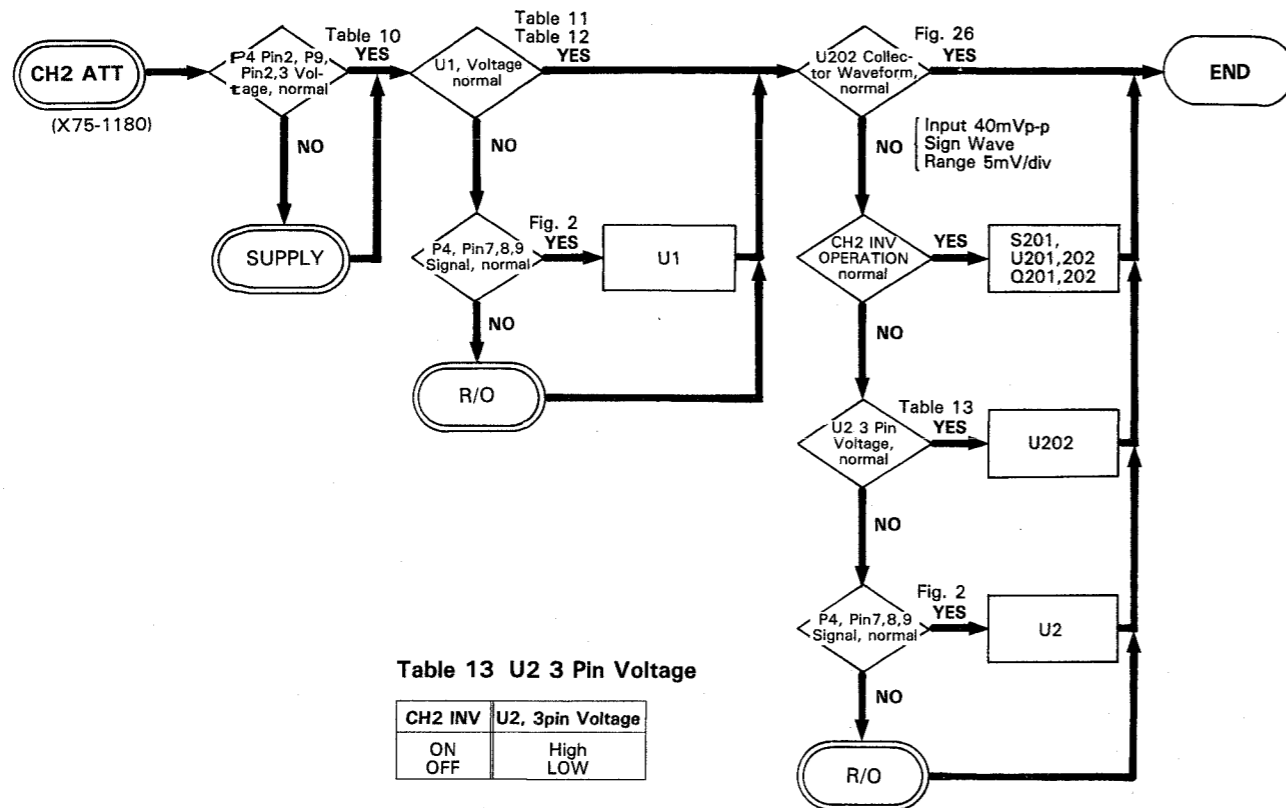 CH2 ATT
(X75-1180)
P4 Pin2, P9,
Pin2,3 Vol-
tage, normal
Table 10
YES
NO
SUPPLY
U1, Voltage
normal
Table 11
Table 12
YES
NO
P4, Pin7,8,9
Signal, normal
Fig. 2
YES
U1
NO
R/O
U202 Collec-
tor Waveform,
normal
Fig. 26
YES
END
NO
Input 40mVp-p
Sign Wave
Range 5mV/div
CH2 INV
OPERATION
normal
YES
S201,
U201,202
Q201,202
NO
U2 3 Pin
Voltage,
normal
Table 13
YES
U202
NO
P4, Pin7,8,9
Signal, normal
Fig. 2
YES
U2
NO
R/O
Table 13 U2 3 Pin Voltage
CH2 INV U2, 3pin Voltage
ON High
OFF LOW